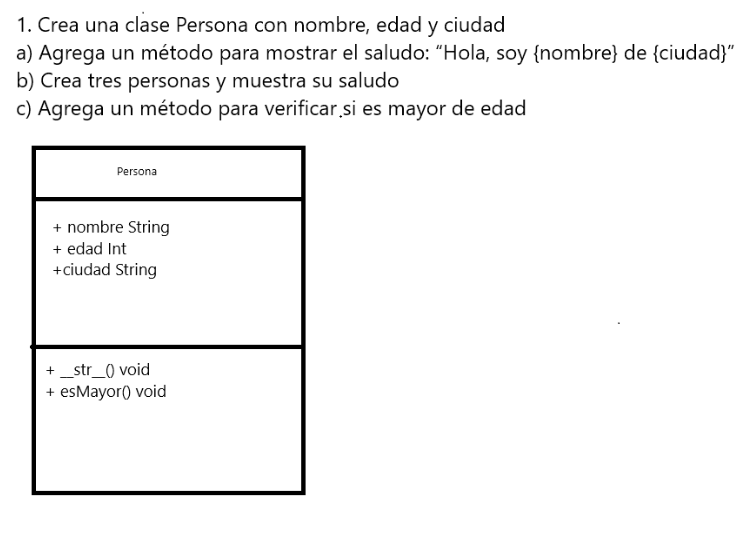 1. Crea una clase Persona con nombre, edad y ciudad
a) Agrega un método para mostrar el saludo: “Hola, soy {nombre} de {ciudad}”
b) Crea tres personas y muestra su saludo
c) Agrega un método para verificar si es mayor de edad
Persona
+ nombre String
+ edad Int
+ciudad String
+ __str__() void
+ esMayor() void